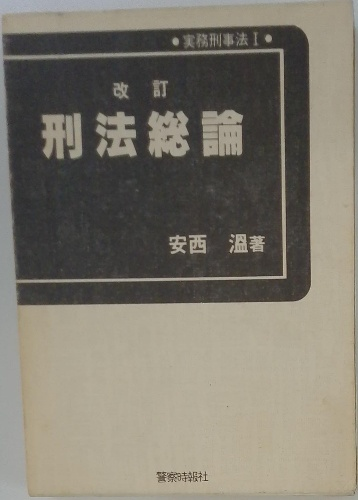 ●実務刑事法Ⅰ●
改訂
刑法総論
安西 溫著
警察時報社